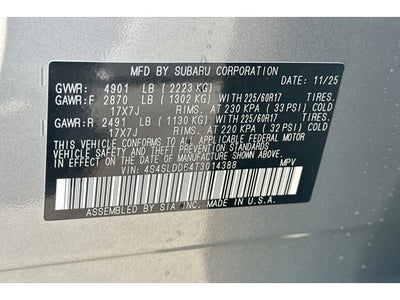 MFD BY SUBARU CORPORATION DATE: 11/25
GVWR: 4901 LB (2223 KG)
GAWR:F 2870 LB (1302 KG) WITH 225/60R17 TIRES.
17X7J RIMS. AT 230 KPA (33 PSI) COLD
GAWR:R 2491 LB (1130 KG) WITH 225/60R17 TIRES.
17X7J RIMS. AT 220 KPA (32 PSI) COLD
THIS VEHICLE CONFORMS TO ALL APPLICABLE
FEDERAL MOTOR VEHICLE SAFETY STANDARDS
IN EFFECT ON THE DATE OF MANUFACTURE SHOWN ABOVE.
VIN: 4S4SLDD64T3014388 MPV
ASSEMBLED BY SIA, INC. MADE IN U.S.A.